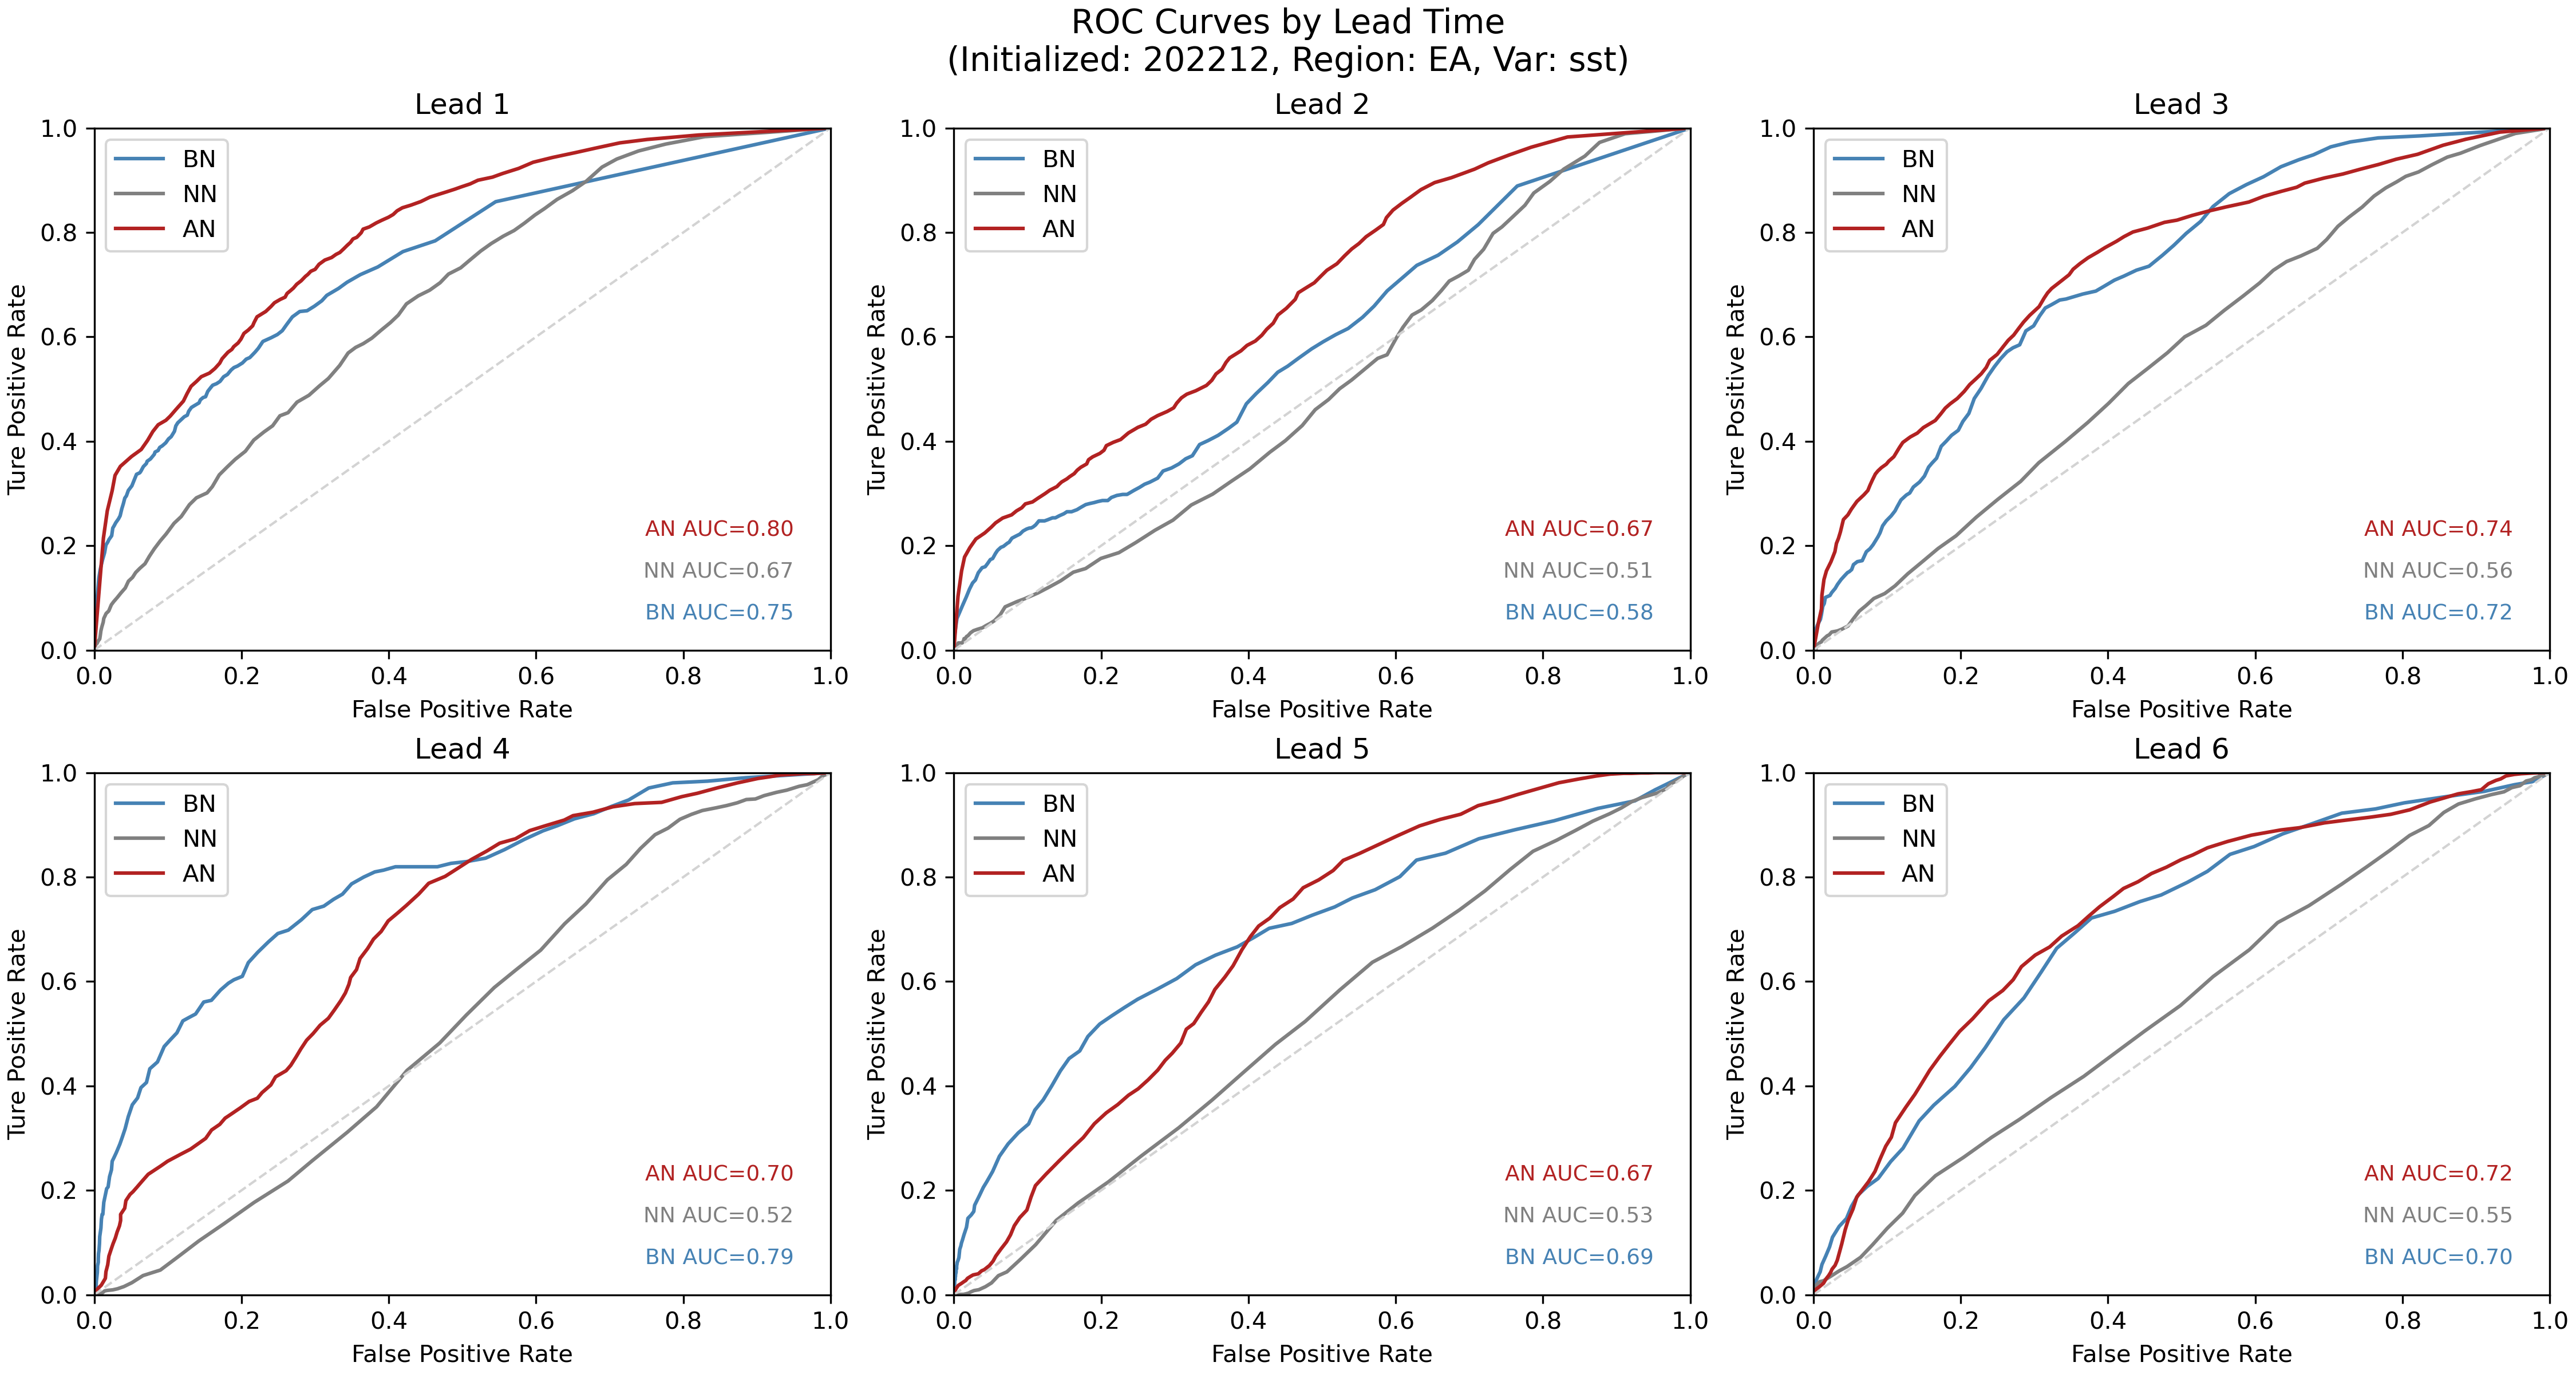 ROC Curves by Lead Time
(Initialized: 202212, Region: EA, Var: sst)
Lead 1
1.0
0.8
0.6
0.4
0.2
0.0
Ture Positive Rate
BN
NN
AN
AN AUC=0.80
NN AUC=0.67
BN AUC=0.75
0.0 0.2 0.4 0.6 0.8 1.0
False Positive Rate
Lead 2
1.0
0.8
0.6
0.4
0.2
0.0
Ture Positive Rate
BN
NN
AN
AN AUC=0.67
NN AUC=0.51
BN AUC=0.58
0.0 0.2 0.4 0.6 0.8 1.0
False Positive Rate
Lead 3
1.0
0.8
0.6
0.4
0.2
0.0
Ture Positive Rate
BN
NN
AN
AN AUC=0.74
NN AUC=0.56
BN AUC=0.72
0.0 0.2 0.4 0.6 0.8 1.0
False Positive Rate
Lead 4
1.0
0.8
0.6
0.4
0.2
0.0
Ture Positive Rate
BN
NN
AN
AN AUC=0.70
NN AUC=0.52
BN AUC=0.79
0.0 0.2 0.4 0.6 0.8 1.0
False Positive Rate
Lead 5
1.0
0.8
0.6
0.4
0.2
0.0
Ture Positive Rate
BN
NN
AN
AN AUC=0.67
NN AUC=0.53
BN AUC=0.69
0.0 0.2 0.4 0.6 0.8 1.0
False Positive Rate
Lead 6
1.0
0.8
0.6
0.4
0.2
0.0
Ture Positive Rate
BN
NN
AN
AN AUC=0.72
NN AUC=0.55
BN AUC=0.70
0.0 0.2 0.4 0.6 0.8 1.0
False Positive Rate